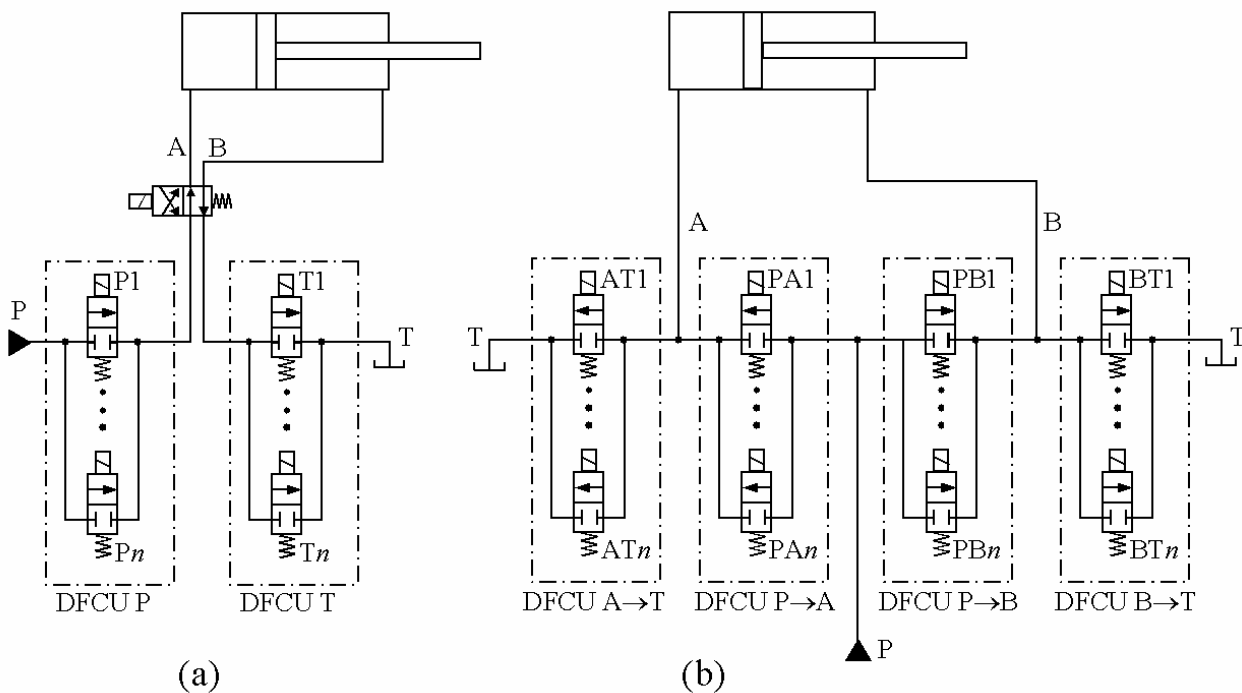 A
B
P
P1
T1
T
Pn
Tn
DFCU P
DFCU T
(a)
A
B
T
AT1
PA1
PB1
BT1
T
ATn
PAn
PBn
BTn
DFCU A→T
DFCU P→A
DFCU P→B
DFCU B→T
P
(b)